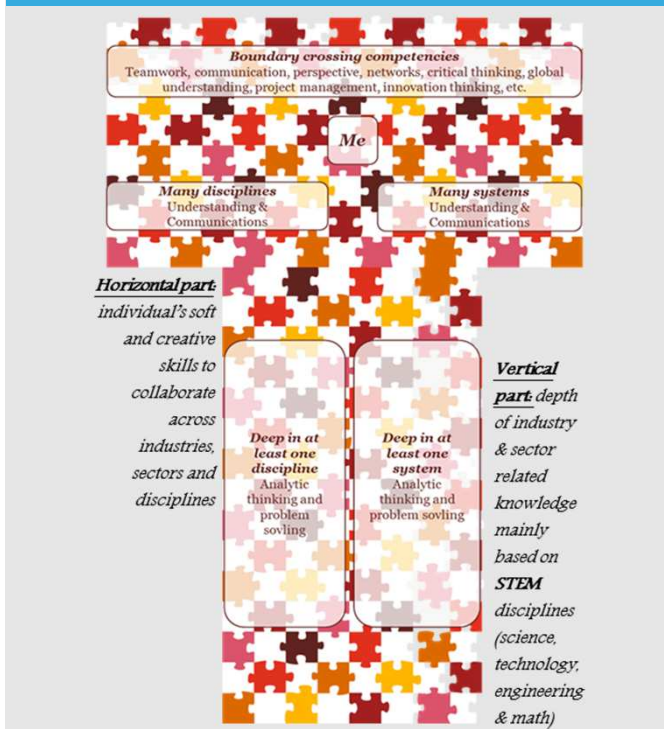 Boundary crossing competencies
Teamwork, communication, perspective, networks, critical thinking, global
understanding, project management, innovation thinking, etc.
Me
Many disciplines
Understanding &
Communications
Many systems
Understanding &
Communications
Horizontal part:
individual's soft
and creative
skills to
collaborate
across
industries,
sectors and
disciplines
Deep in at
least one
discipline
Analytic
thinking and
problem
sovling
Deep in at
least one
system
Analytic
thinking and
problem sovling
Vertical
part: depth
of industry
& sector
related
knowledge
mainly
based on
STEM
disciplines
(science,
technology,
engineering
& math)